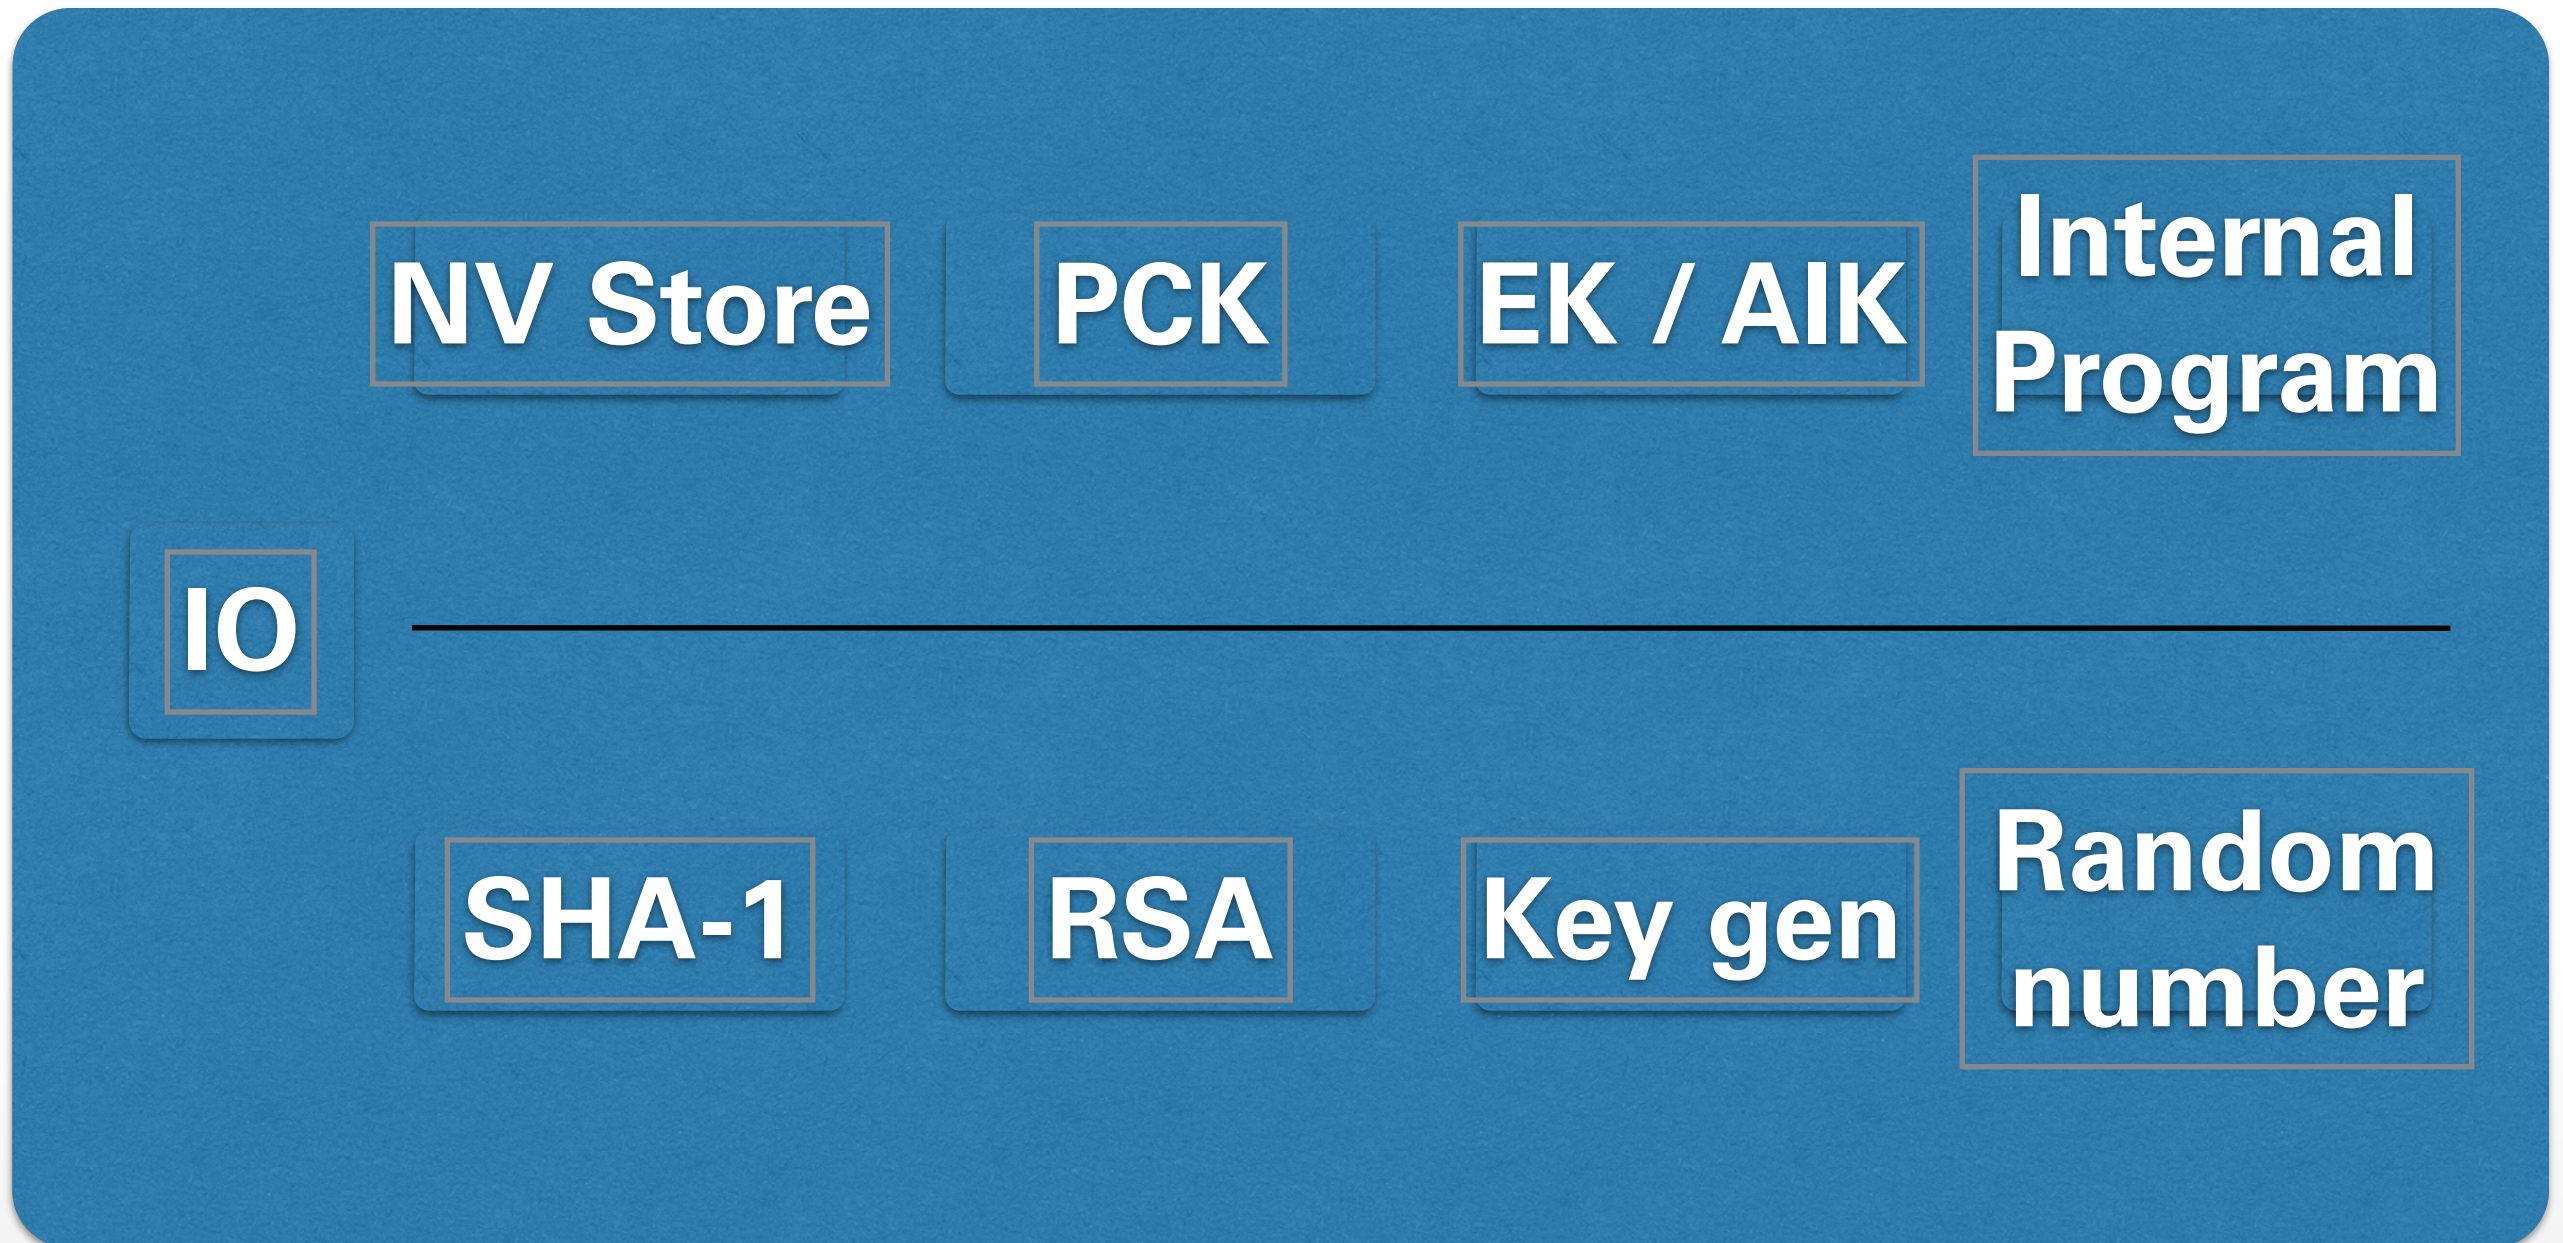 NV Store
PCK
EK / AIK
Internal
Program
IO
SHA-1
RSA
Key gen
Random
number